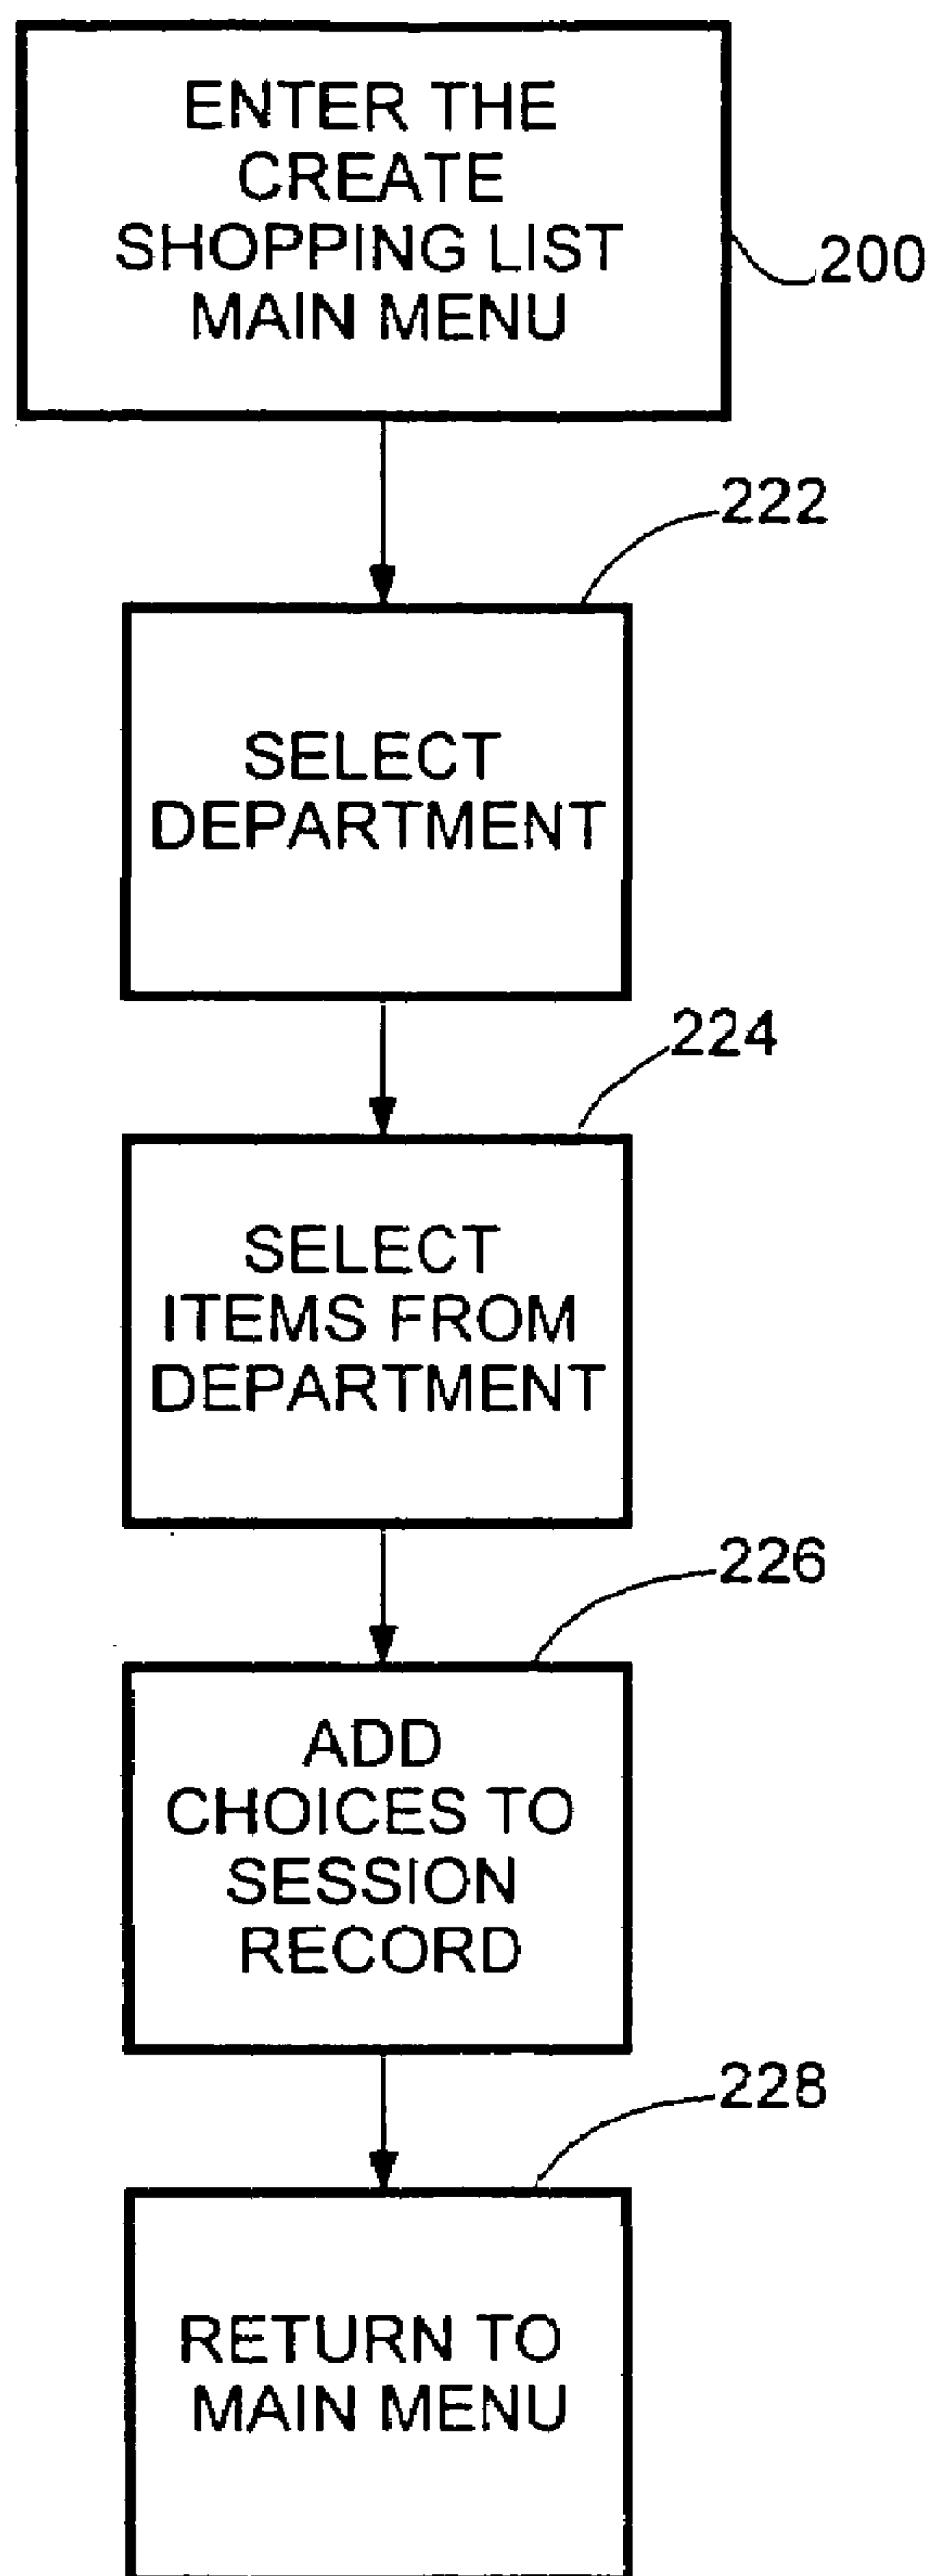 ENTER THE
CREATE
SHOPPING LIST
MAIN MENU
200
222
SELECT
DEPARTMENT
224
SELECT
ITEMS FROM
DEPARTMENT
226
ADD
CHOICES TO
SESSION
RECORD
228
RETURN TO
MAIN MENU